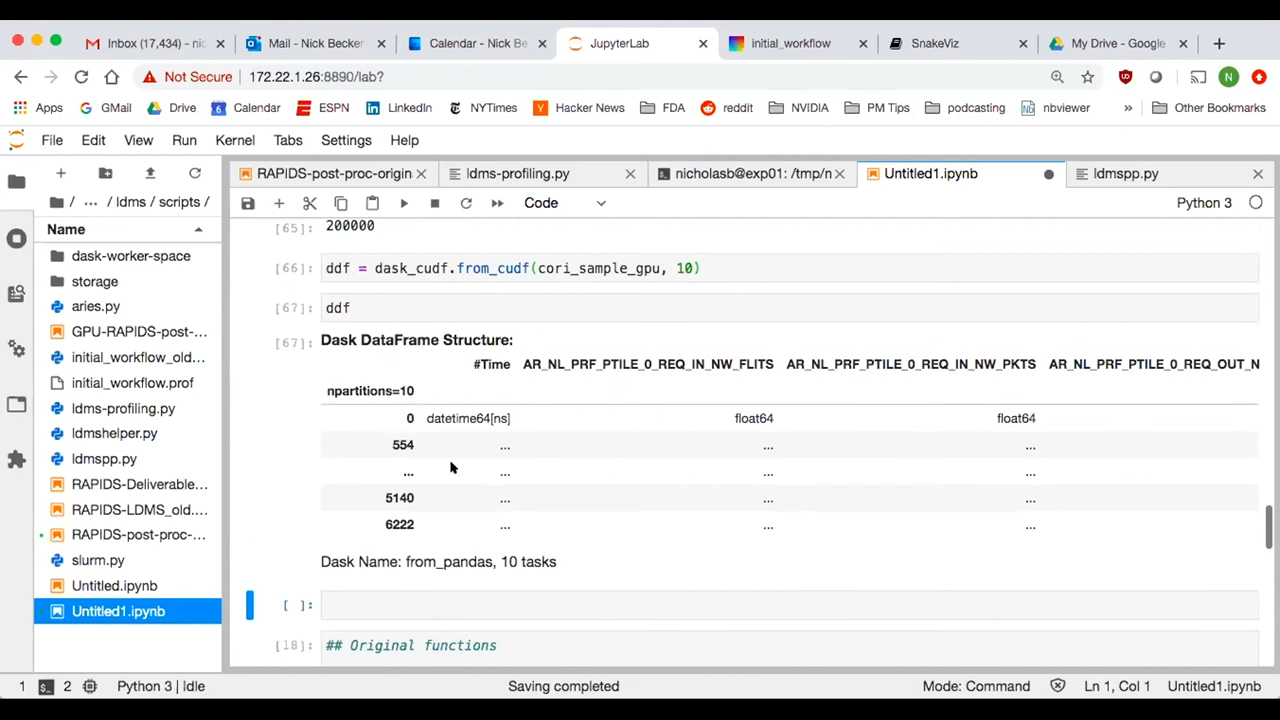 Inbox (17,434) - nic
Mail - Nick Becker
Calendar - Nick Be
JupyterLab
initial_workflow
SnakeViz
My Drive - Google
Not Secure
172.22.1.26:8890/lab?
N
Apps
GMail
Drive
6
Calendar
ESPN
LinkedIn
NYTimes
Hacker News
FDA
reddit
NVIDIA
PM Tips
podcasting
nbviewer
»
Other Bookmarks
File
Edit
View
Run
Kernel
Tabs
Settings
Help
RAPIDS-post-proc-origin
ldms-profiling.py
nicholasb@exp01: /tmp/n
Untitled1.ipynb
ldmspp.py
/ ... / ldms / scripts /
Code
Python 3
Name
dask-worker-space
storage
aries.py
GPU-RAPIDS-post-...
initial_workflow_old...
initial_workflow.prof
ldms-profiling.py
ldmshelper.py
ldmspp.py
RAPIDS-Deliverable...
RAPIDS-LDMS_old....
RAPIDS-post-proc-...
slurm.py
Untitled.ipynb
Untitled1.ipynb
[65]: 200000
[66]: ddf = dask_cudf.from_cudf(cori_sample_gpu, 10)
[67]: ddf
[67]: Dask DataFrame Structure:
#Time AR_NL_PRF_PTILE_0_REQ_IN_NW_FLITS AR_NL_PRF_PTILE_0_REQ_IN_NW_PKTS AR_NL_PRF_PTILE_0_REQ_OUT_N
npartitions=10
0 datetime64[ns] float64 float64
554 ... ... ...
... ... ... ...
5140 ... ... ...
6222 ... ... ...
Dask Name: from_pandas, 10 tasks
[ ]:
[18]: ## Original functions
1
2
Python 3 | Idle
Saving completed
Mode: Command
Ln 1, Col 1
Untitled1.ipynb